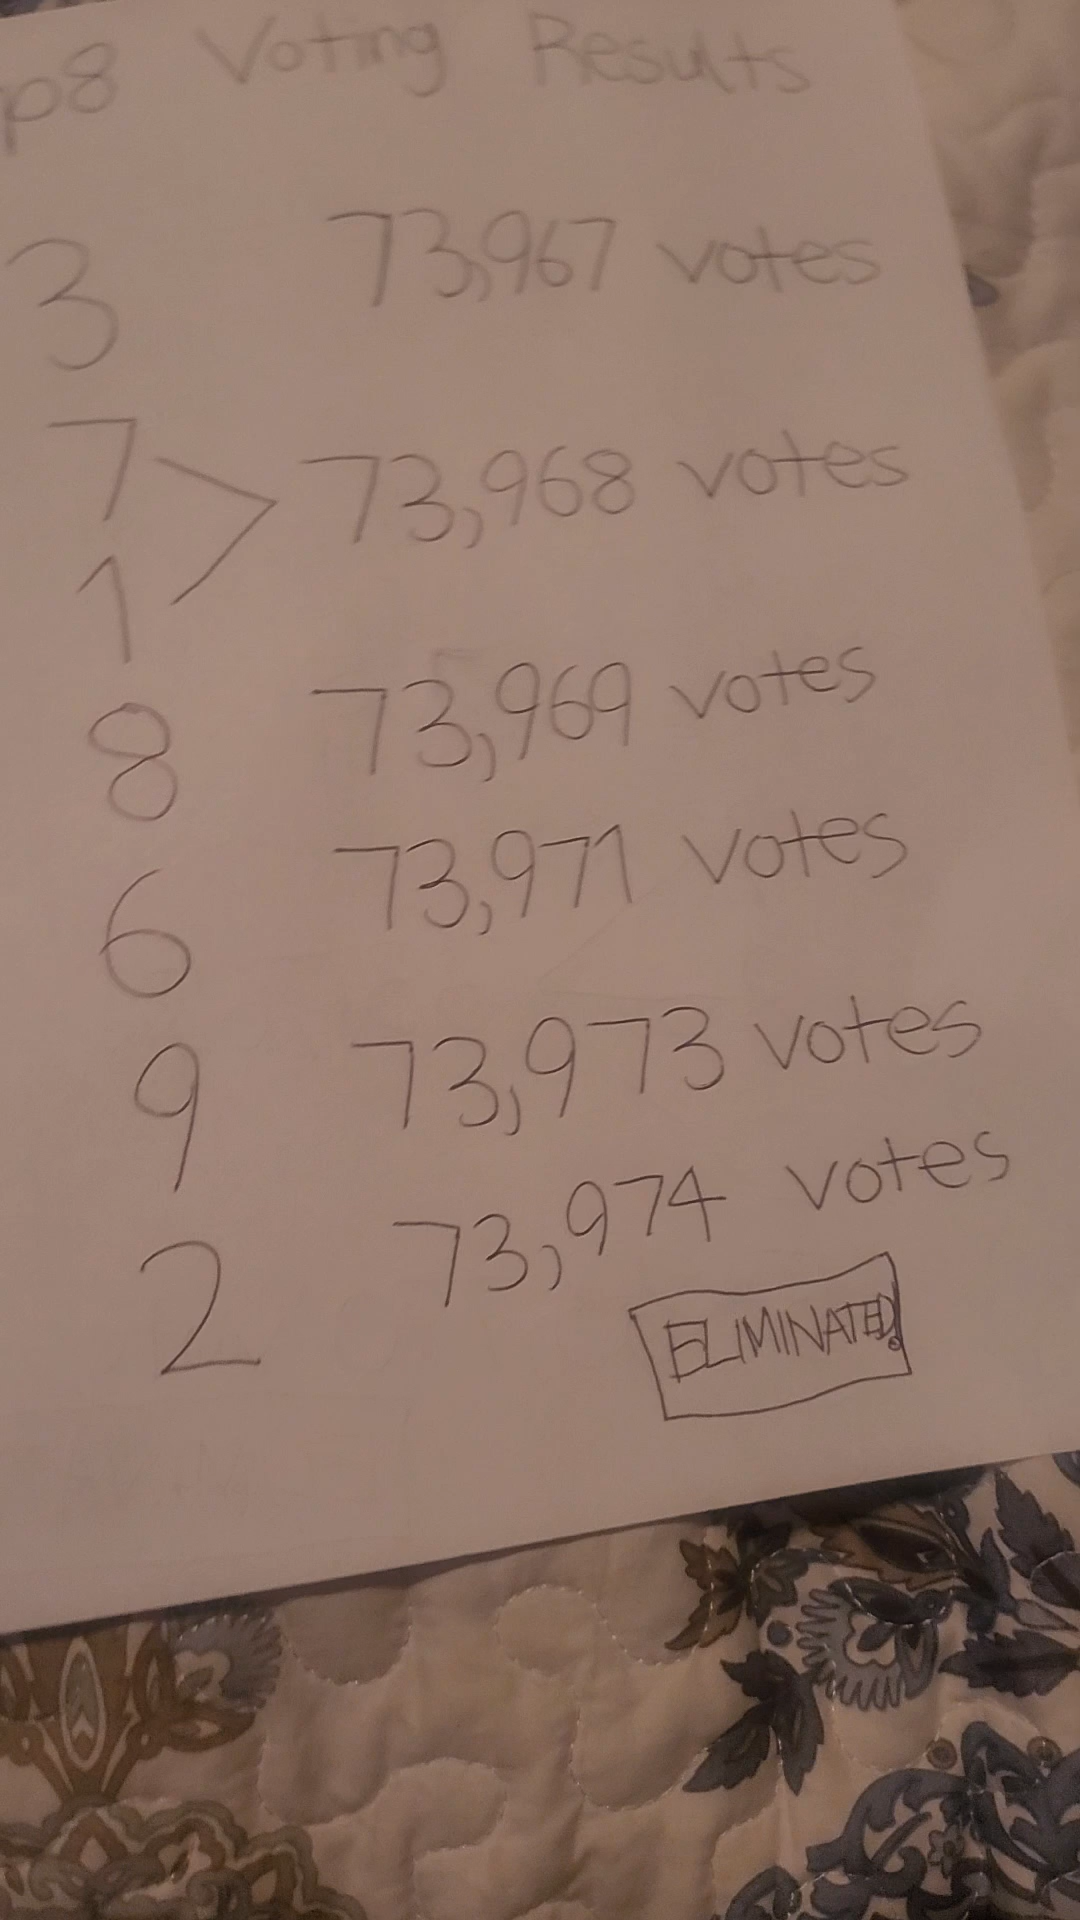 p8 Voting Results
3 73,967 votes
7
73,968 votes
1
8 73,969 votes
6 73,971 votes
9 73,973 votes
2 73,974 votes
ELIMINATED!